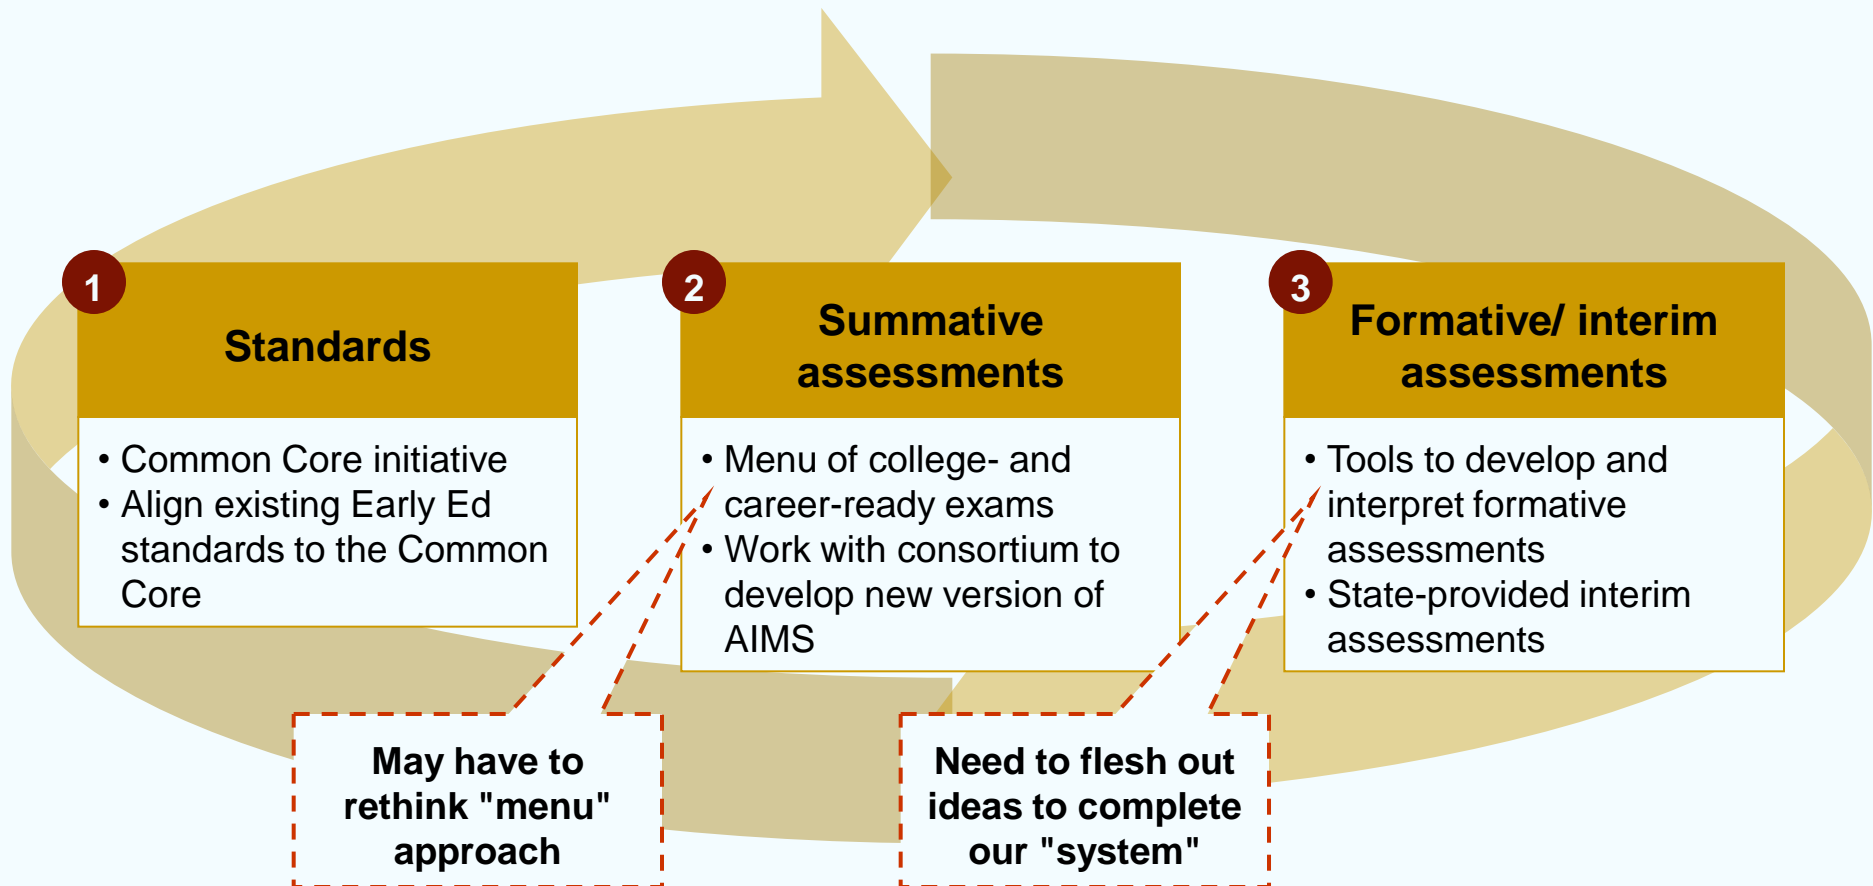 1
Standards
• Common Core initiative
• Align existing Early Ed
standards to the Common
Core
2
Summative
assessments
• Menu of college- and
career-ready exams
• Work with consortium to
develop new version of
AIMS
3
Formative/ interim
assessments
• Tools to develop and
interpret formative
assessments
• State-provided interim
assessments
May have to
rethink "menu"
approach
Need to flesh out
ideas to complete
our "system"